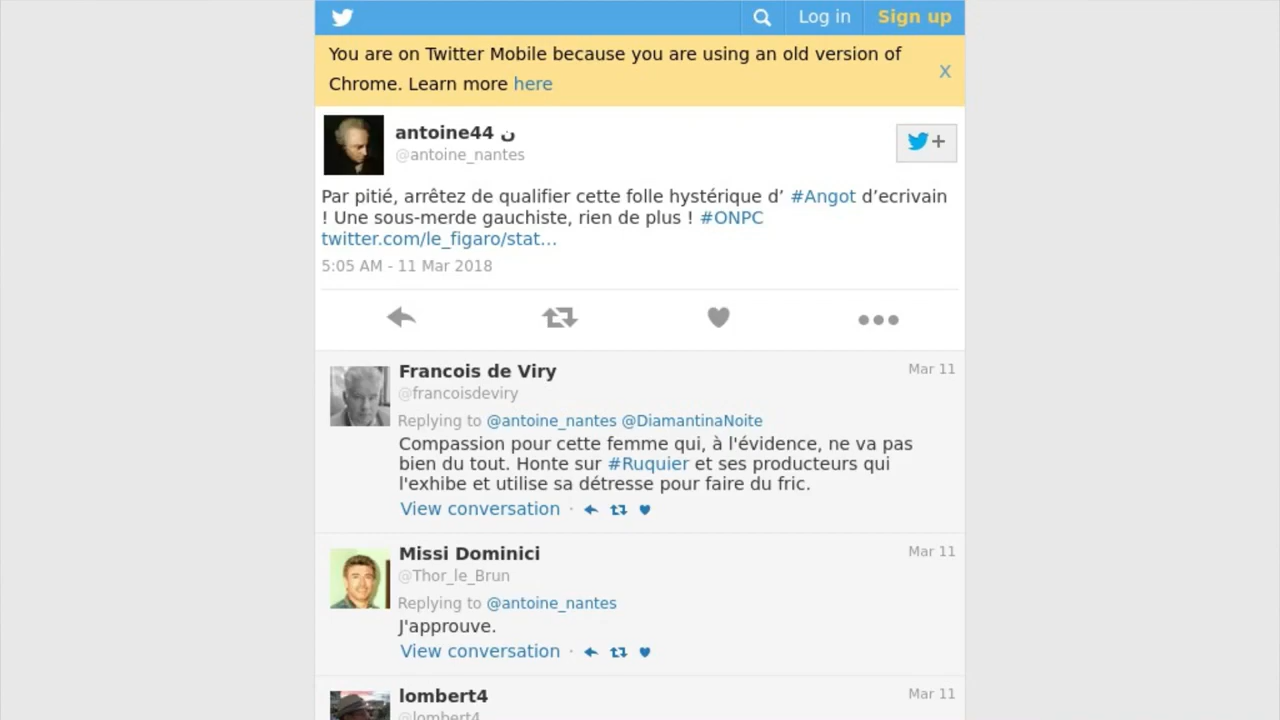 Log in
Sign up
You are on Twitter Mobile because you are using an old version of
Chrome. Learn more here
X
antoine44 ن
@antoine_nantes
+
Par pitié, arrêtez de qualifier cette folle hystérique d’ #Angot d’ecrivain
! Une sous-merde gauchiste, rien de plus ! #ONPC
twitter.com/le_figaro/stat…
5:05 AM - 11 Mar 2018
Francois de Viry
Mar 11
@francoisdeviry
Replying to @antoine_nantes @DiamantinaNoite
Compassion pour cette femme qui, à l'évidence, ne va pas
bien du tout. Honte sur #Ruquier et ses producteurs qui
l'exhibe et utilise sa détresse pour faire du fric.
View conversation ·
Missi Dominici
Mar 11
@Thor_le_Brun
Replying to @antoine_nantes
J'approuve.
View conversation ·
lombert4
Mar 11
@lombert4